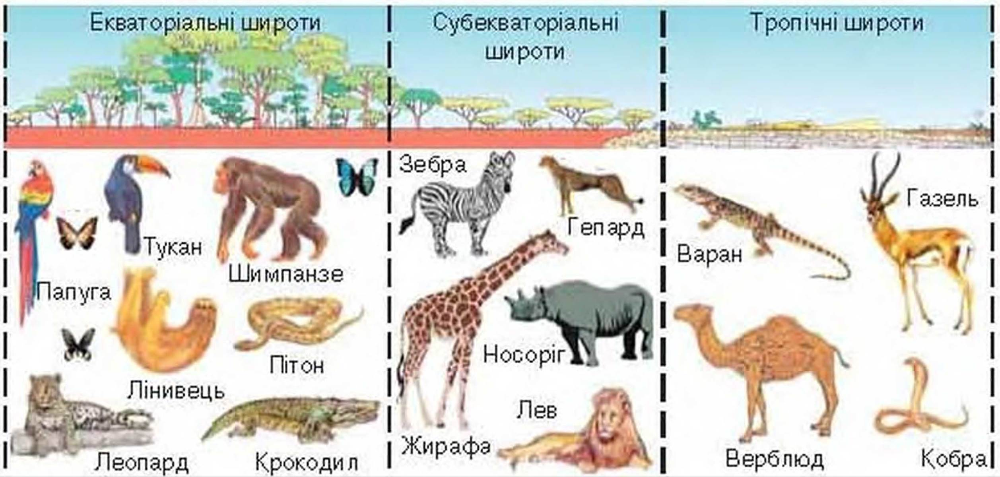 Екваторіальні широти
Субекваторіальні
широти
Тропічні широти
Тукан
Шимпанзе
Папуга
Пітон
Лінивець
Леопард
Крокодил
Зебра
Гепард
Носоріг
Лев
Жирафа
Газель
Варан
Верблюд
Кобра